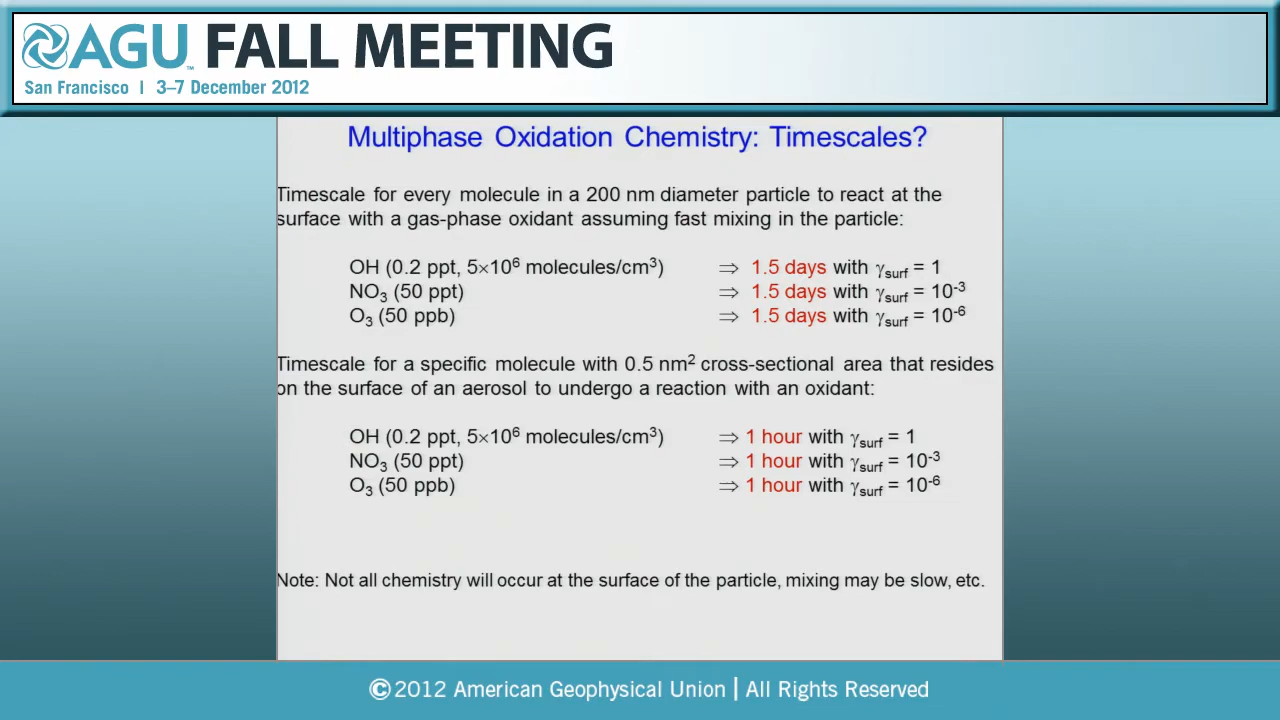 AGU™ FALL MEETING
San Francisco | 3–7 December 2012
Multiphase Oxidation Chemistry: Timescales?
Timescale for every molecule in a 200 nm diameter particle to react at the
surface with a gas-phase oxidant assuming fast mixing in the particle:
OH (0.2 ppt, 5×10⁶ molecules/cm³) ⇒ 1.5 days with γsurf = 1
NO₃ (50 ppt) ⇒ 1.5 days with γsurf = 10⁻³
O₃ (50 ppb) ⇒ 1.5 days with γsurf = 10⁻⁶
Timescale for a specific molecule with 0.5 nm² cross-sectional area that resides
on the surface of an aerosol to undergo a reaction with an oxidant:
OH (0.2 ppt, 5×10⁶ molecules/cm³) ⇒ 1 hour with γsurf = 1
NO₃ (50 ppt) ⇒ 1 hour with γsurf = 10⁻³
O₃ (50 ppb) ⇒ 1 hour with γsurf = 10⁻⁶
Note: Not all chemistry will occur at the surface of the particle, mixing may be slow, etc.
©2012 American Geophysical Union | All Rights Reserved